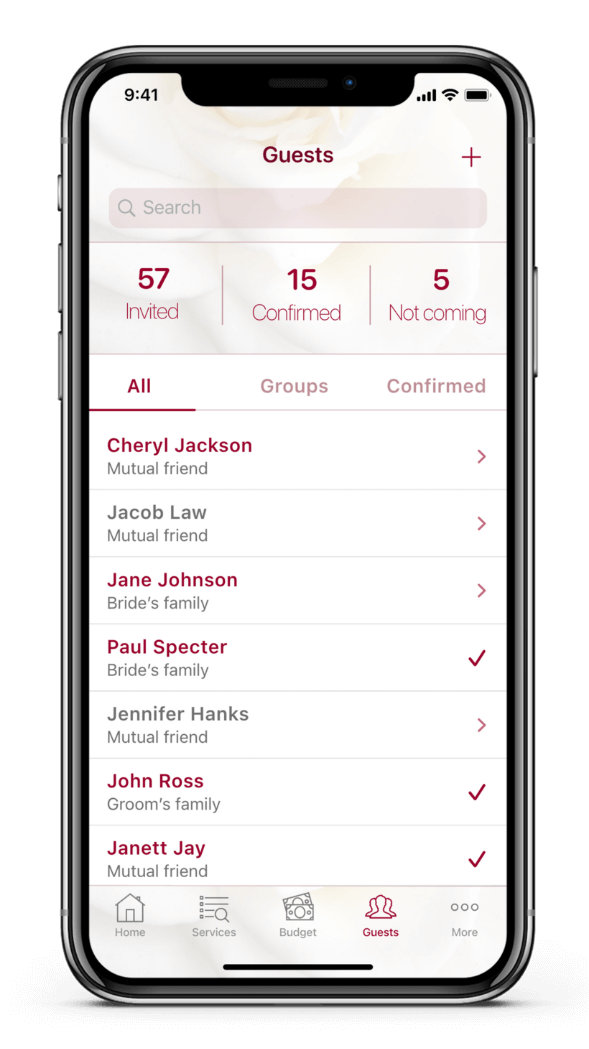 9:41
Guests
Search
57 15 5
Invited Confirmed Not coming
All Groups Confirmed
Cheryl Jackson
Mutual friend
Jacob Law
Mutual friend
Jane Johnson
Bride’s family
Paul Specter
Bride’s family
Jennifer Hanks
Mutual friend
John Ross
Groom’s family
Janett Jay
Mutual friend
Home Services Budget Guests More